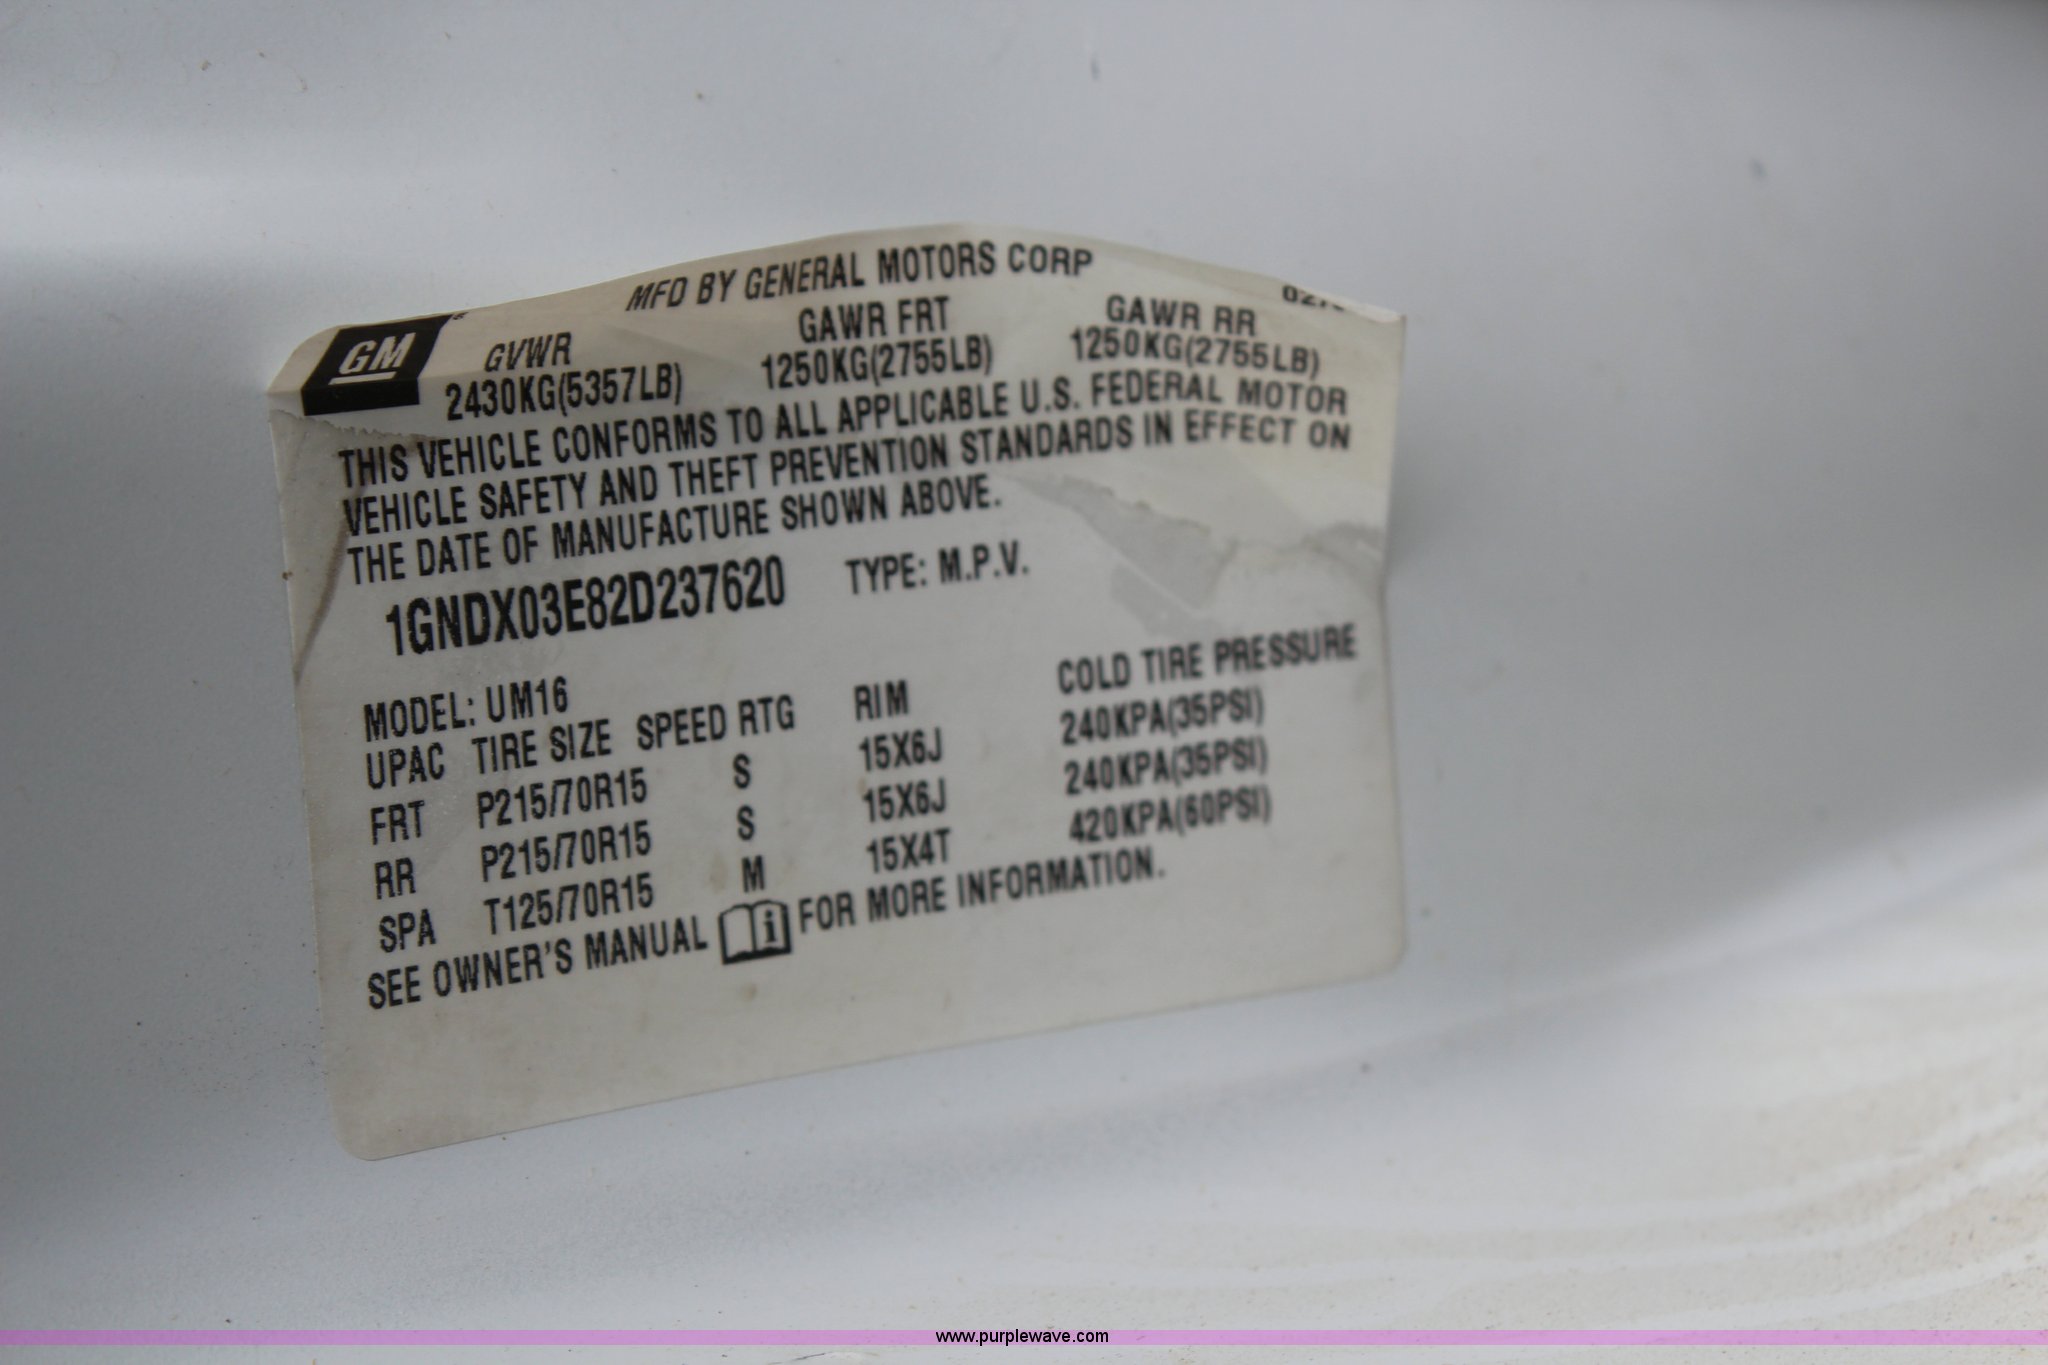 MFD BY GENERAL MOTORS CORP
GM GVWR GAWR FRT GAWR RR
2430KG(5357LB) 1250KG(2755LB) 1250KG(2755LB)
THIS VEHICLE CONFORMS TO ALL APPLICABLE U.S. FEDERAL MOTOR
VEHICLE SAFETY AND THEFT PREVENTION STANDARDS IN EFFECT ON
THE DATE OF MANUFACTURE SHOWN ABOVE.
1GNDX03E82D237620 TYPE: M.P.V.
MODEL: UM16
UPAC TIRE SIZE SPEED RTG RIM COLD TIRE PRESSURE
FRT P215/70R15 S 15X6J 240KPA(35PSI)
RR P215/70R15 S 15X6J 240KPA(35PSI)
SPA T125/70R15 M 15X4T 420KPA(60PSI)
SEE OWNER'S MANUAL FOR MORE INFORMATION.
www.purplewave.com